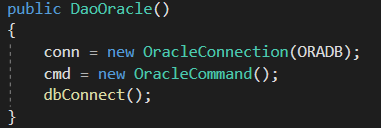 public DaoOracle()
{
    conn = new OracleConnection(ORADB);
    cmd = new OracleCommand();
    dbConnect();
}